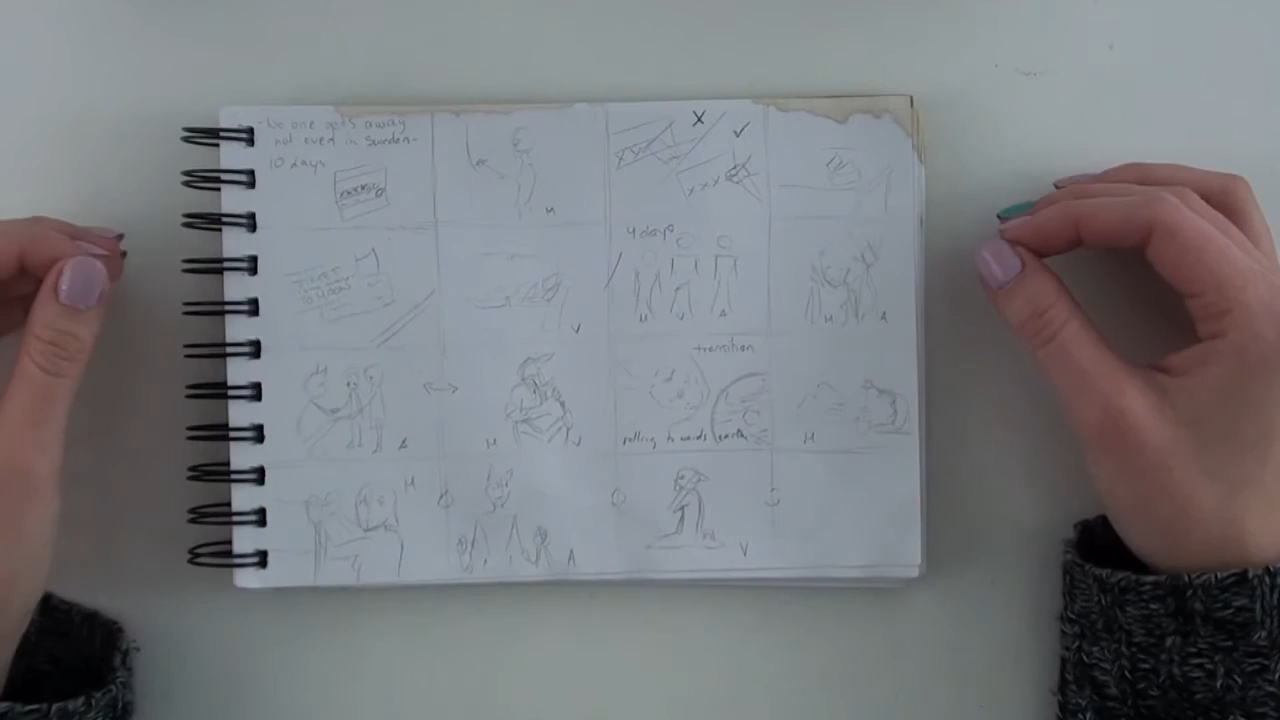 - No one gets away
not even in Sweden -
10 days
X ✓
X X X
M
4 days
M V A
V
M A
transition
A
M V
rolling towards earth
M
M
A
V